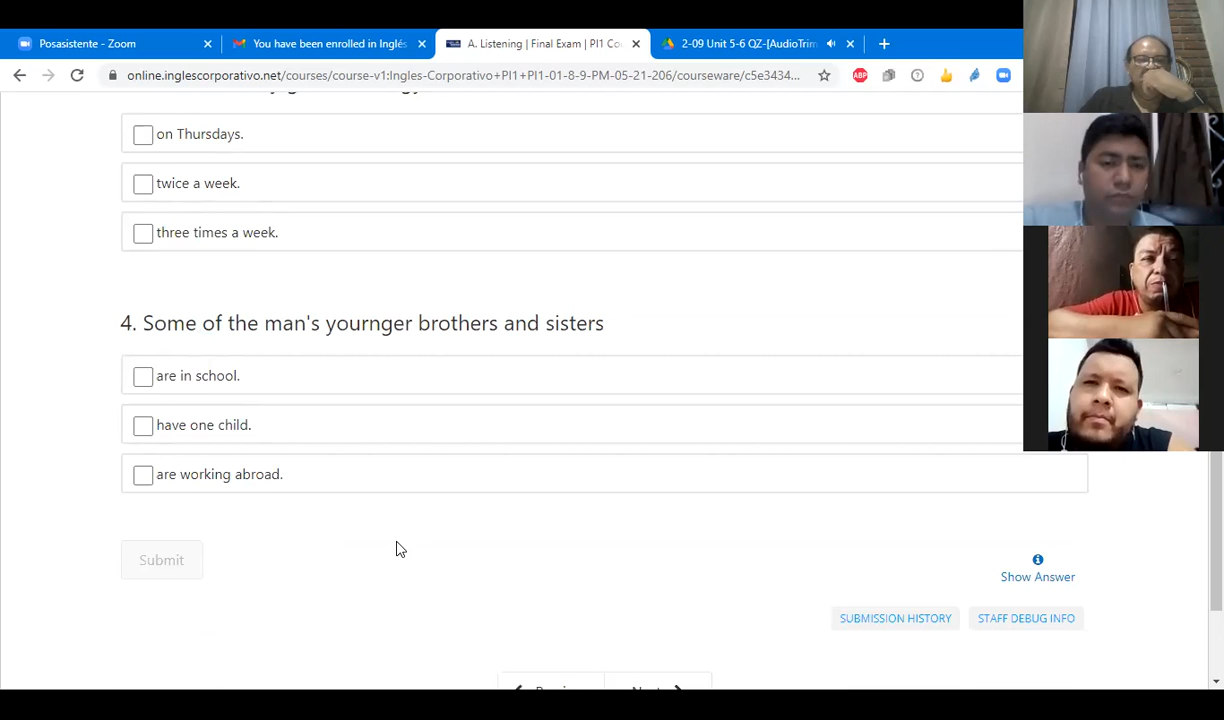 Posasistente - Zoom
You have been enrolled in Inglés
A. Listening | Final Exam | PI1 Co
2-09 Unit 5-6 QZ-[AudioTrim
online.inglescorporativo.net/courses/course-v1:Ingles-Corporativo+PI1+PI1-01-8-9-PM-05-21-206/courseware/c5e3434...
ABP
on Thursdays.
twice a week.
three times a week.
4. Some of the man's yournger brothers and sisters
are in school.
have one child.
are working abroad.
Submit
Show Answer
SUBMISSION HISTORY
STAFF DEBUG INFO